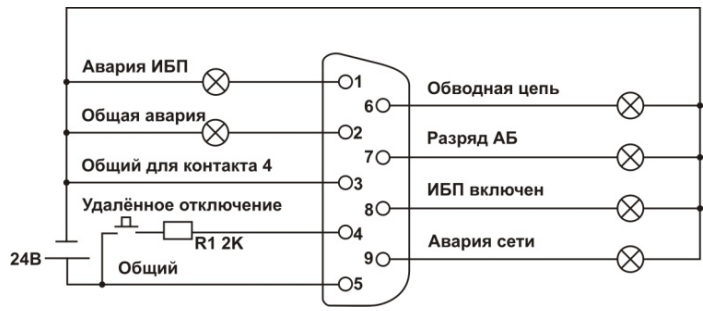 Авария ИБП
1
Общая авария
2
Общий для контакта 4
3
Удалённое отключение
R1 2K
4
24В
Общий
5
6
Обводная цепь
7
Разряд АБ
8
ИБП включен
9
Авария сети